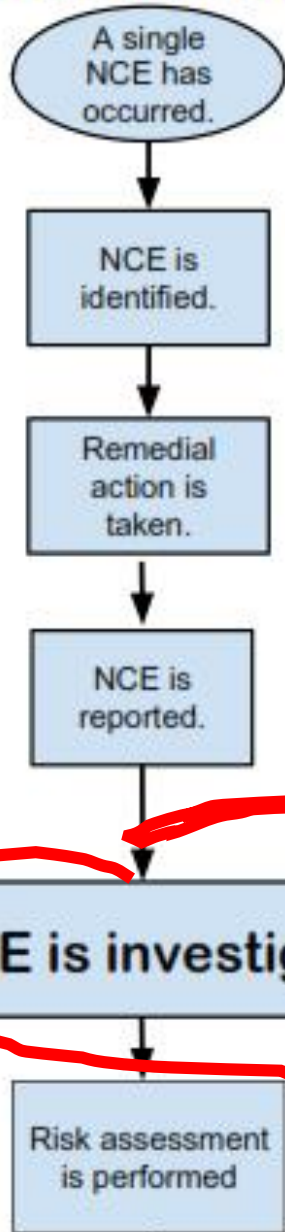 A single
NCE has
occurred.
NCE is
identified.
Remedial
action is
taken.
NCE is
reported.
E is investig
Risk assessment
is performed